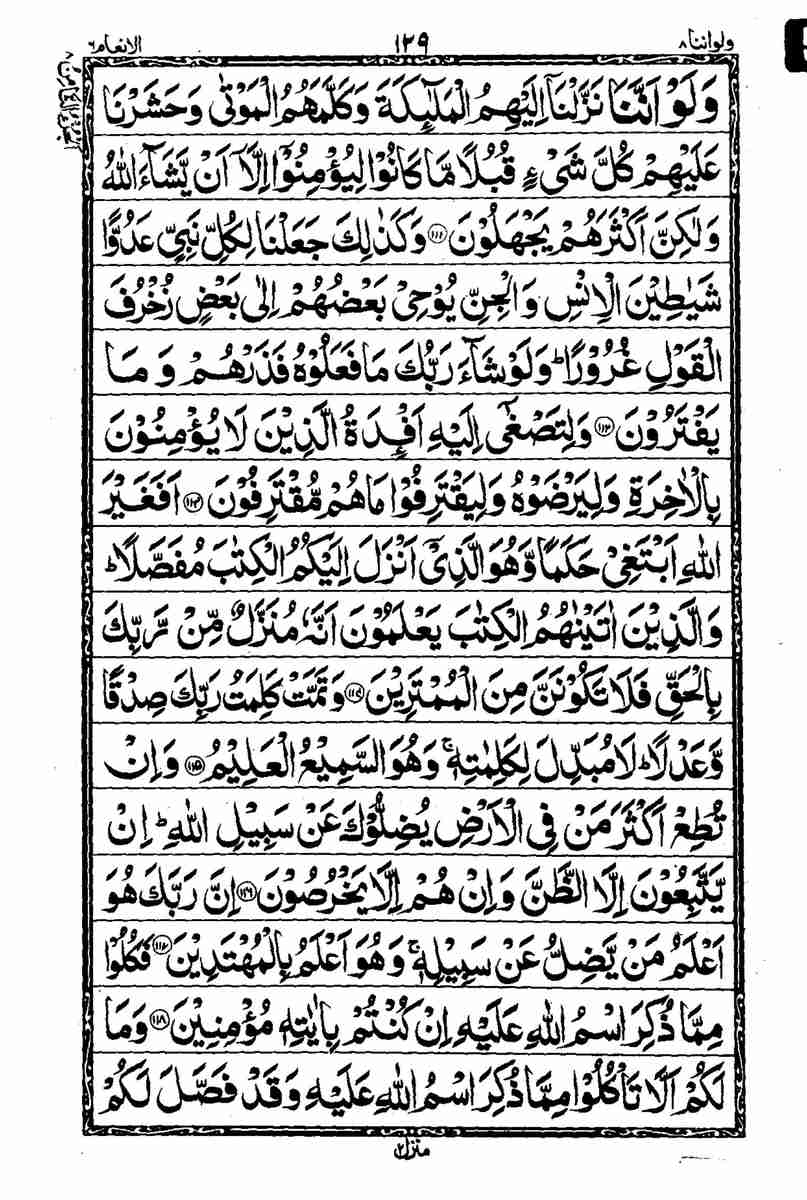 ولواننا ٨
١٢٩
الانعام ٦
وَلَوْ اَنَّنَا نَزَّلْنَاۤ اِلَيْهِمُ الْمَلٰٓئِكَةَ وَكَلَّمَهُمُ الْمَوْتٰى وَحَشَرْنَا
عَلَيْهِمْ كُلَّ شَىْءٍ قُبُلًا مَّا كَانُوْا لِيُؤْمِنُوْۤا اِلَّاۤ اَنْ يَّشَآءَ اللّٰهُ
وَلٰكِنَّ اَكْثَرَهُمْ يَجْهَلُوْنَ ۝١١١ وَكَذٰلِكَ جَعَلْنَا لِكُلِّ نَبِىٍّ عَدُوًّا
شَيٰطِيْنَ الْاِنْسِ وَالْجِنِّ يُوْحِىْ بَعْضُهُمْ اِلٰى بَعْضٍ زُخْرُفَ
الْقَوْلِ غُرُوْرًا ؕ وَلَوْ شَآءَ رَبُّكَ مَا فَعَلُوْهُ فَذَرْهُمْ وَمَا
يَفْتَرُوْنَ ۝١١٢ وَلِتَصْغٰۤى اِلَيْهِ اَفْـِٕدَةُ الَّذِيْنَ لَا يُؤْمِنُوْنَ
بِالْاٰخِرَةِ وَلِيَرْضَوْهُ وَلِيَقْتَرِفُوْا مَا هُمْ مُّقْتَرِفُوْنَ ۝١١٣ اَفَغَيْرَ
اللّٰهِ اَبْتَغِىْ حَكَمًا وَّهُوَ الَّذِىْۤ اَنْزَلَ اِلَيْكُمُ الْكِتٰبَ مُفَصَّلًا ؕ
وَالَّذِيْنَ اٰتَيْنٰهُمُ الْكِتٰبَ يَعْلَمُوْنَ اَنَّهٗ مُنَزَّلٌ مِّنْ رَّبِّكَ
بِالْحَقِّ فَلَا تَكُوْنَنَّ مِنَ الْمُمْتَرِيْنَ ۝١١٤ وَتَمَّتْ كَلِمَتُ رَبِّكَ صِدْقًا
وَّعَدْلًا ؕ لَا مُبَدِّلَ لِكَلِمٰتِهٖ ۚ وَهُوَ السَّمِيْعُ الْعَلِيْمُ ۝١١٥ وَاِنْ
تُطِعْ اَكْثَرَ مَنْ فِى الْاَرْضِ يُضِلُّوْكَ عَنْ سَبِيْلِ اللّٰهِ ؕ اِنْ
يَّتَّبِعُوْنَ اِلَّا الظَّنَّ وَاِنْ هُمْ اِلَّا يَخْرُصُوْنَ ۝١١٦ اِنَّ رَبَّكَ هُوَ
اَعْلَمُ مَنْ يَّضِلُّ عَنْ سَبِيْلِهٖ ۚ وَهُوَ اَعْلَمُ بِالْمُهْتَدِيْنَ ۝١١٧ فَكُلُوْا
مِمَّا ذُكِرَ اسْمُ اللّٰهِ عَلَيْهِ اِنْ كُنْتُمْ بِاٰيٰتِهٖ مُؤْمِنِيْنَ ۝١١٨ وَمَا
لَكُمْ اَلَّا تَاْكُلُوْا مِمَّا ذُكِرَ اسْمُ اللّٰهِ عَلَيْهِ وَقَدْ فَصَّلَ لَكُمْ
منزل ٢